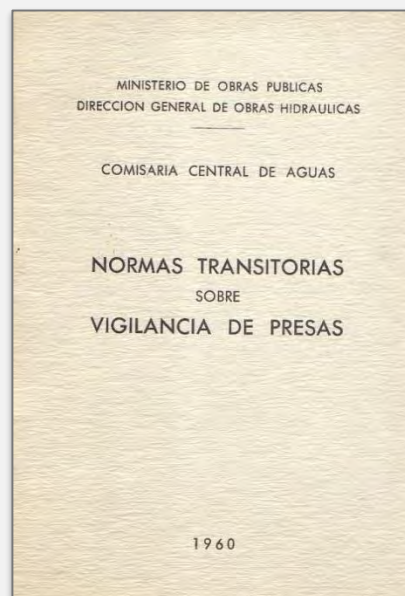 MINISTERIO DE OBRAS PUBLICAS
DIRECCION GENERAL DE OBRAS HIDRAULICAS
COMISARIA CENTRAL DE AGUAS
NORMAS TRANSITORIAS
SOBRE
VIGILANCIA DE PRESAS
1960